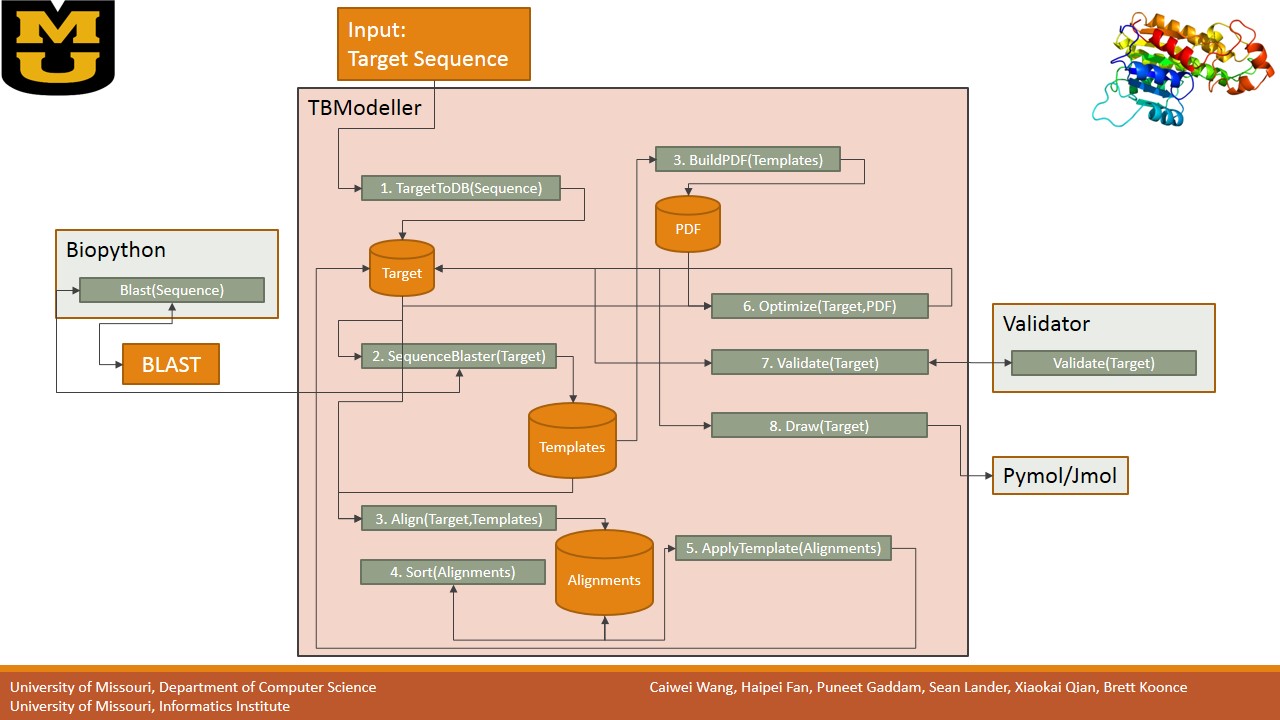 MU
Input:
Target Sequence
TBModeller
3. BuildPDF(Templates)
1. TargetToDB(Sequence)
PDF
Biopython
Target
Blast(Sequence)
6. Optimize(Target,PDF)
Validator
BLAST
2. SequenceBlaster(Target)
7. Validate(Target)
Validate(Target)
8. Draw(Target)
Templates
Pymol/Jmol
3. Align(Target,Templates)
5. ApplyTemplate(Alignments)
4. Sort(Alignments)
Alignments
University of Missouri, Department of Computer Science
University of Missouri, Informatics Institute
Caiwei Wang, Haipei Fan, Puneet Gaddam, Sean Lander, Xiaokai Qian, Brett Koonce